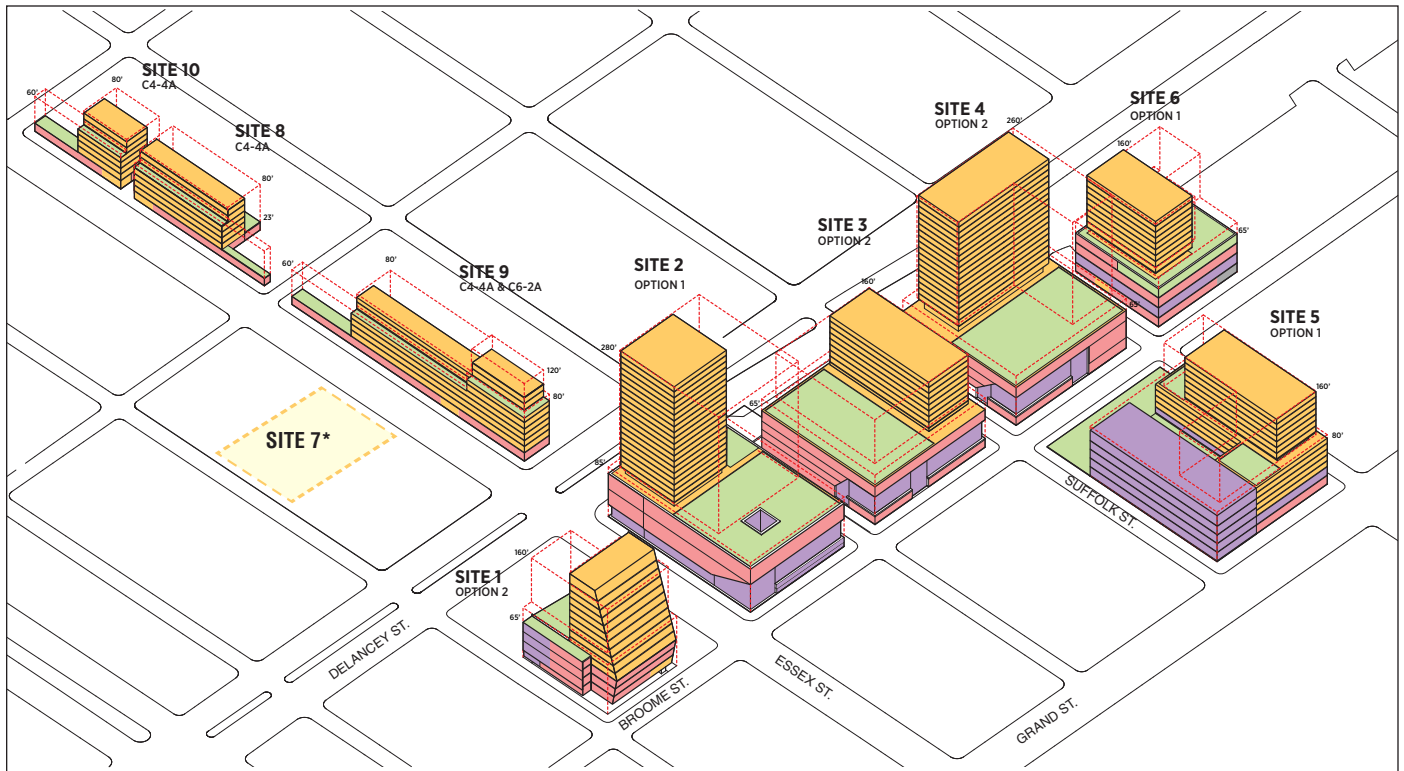 SITE 10
C4-4A
60'
80'
SITE 8
C4-4A
80'
23'
60'
80'
SITE 9
C4-4A & C6-2A
120'
80'
SITE 7*
SITE 2
OPTION 1
280'
85'
SITE 3
OPTION 2
160'
65'
SITE 4
OPTION 2
260'
65'
SITE 6
OPTION 1
160'
65'
SITE 5
OPTION 1
160'
80'
SITE 1
OPTION 2
160'
65'
DELANCEY ST.
BROOME ST.
ESSEX ST.
SUFFOLK ST.
GRAND ST.